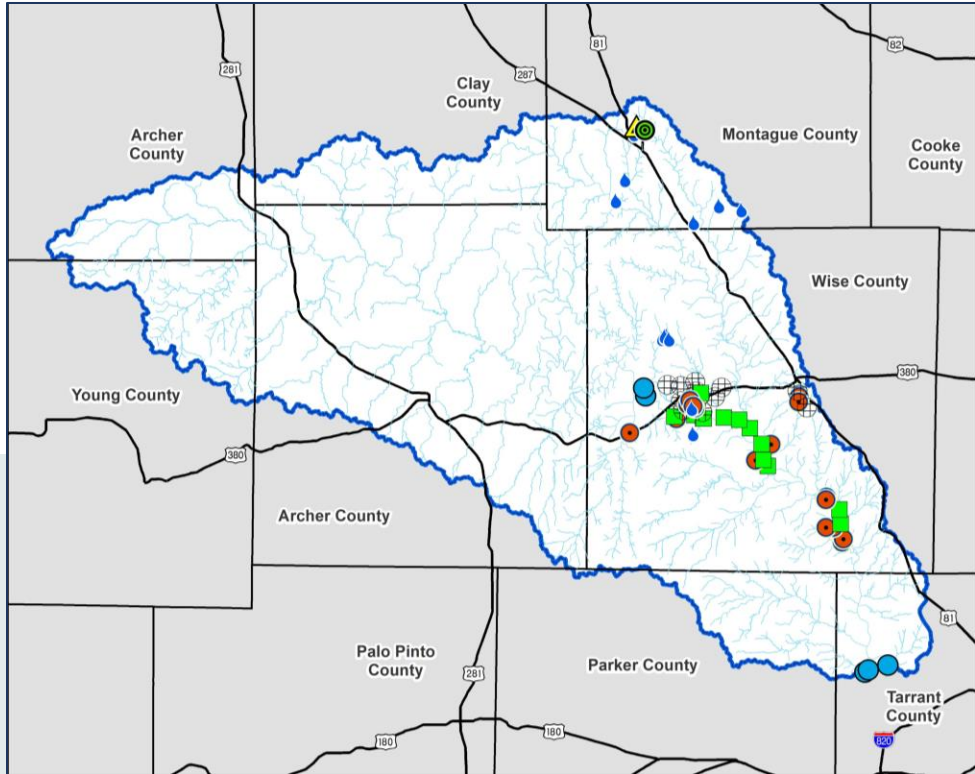 81
82
281
287
Clay
County
Archer
County
Montague County
Cooke
County
Wise County
380
Young County
380
Archer County
81
Palo Pinto
County
Parker County
281
Tarrant
County
180
180
820